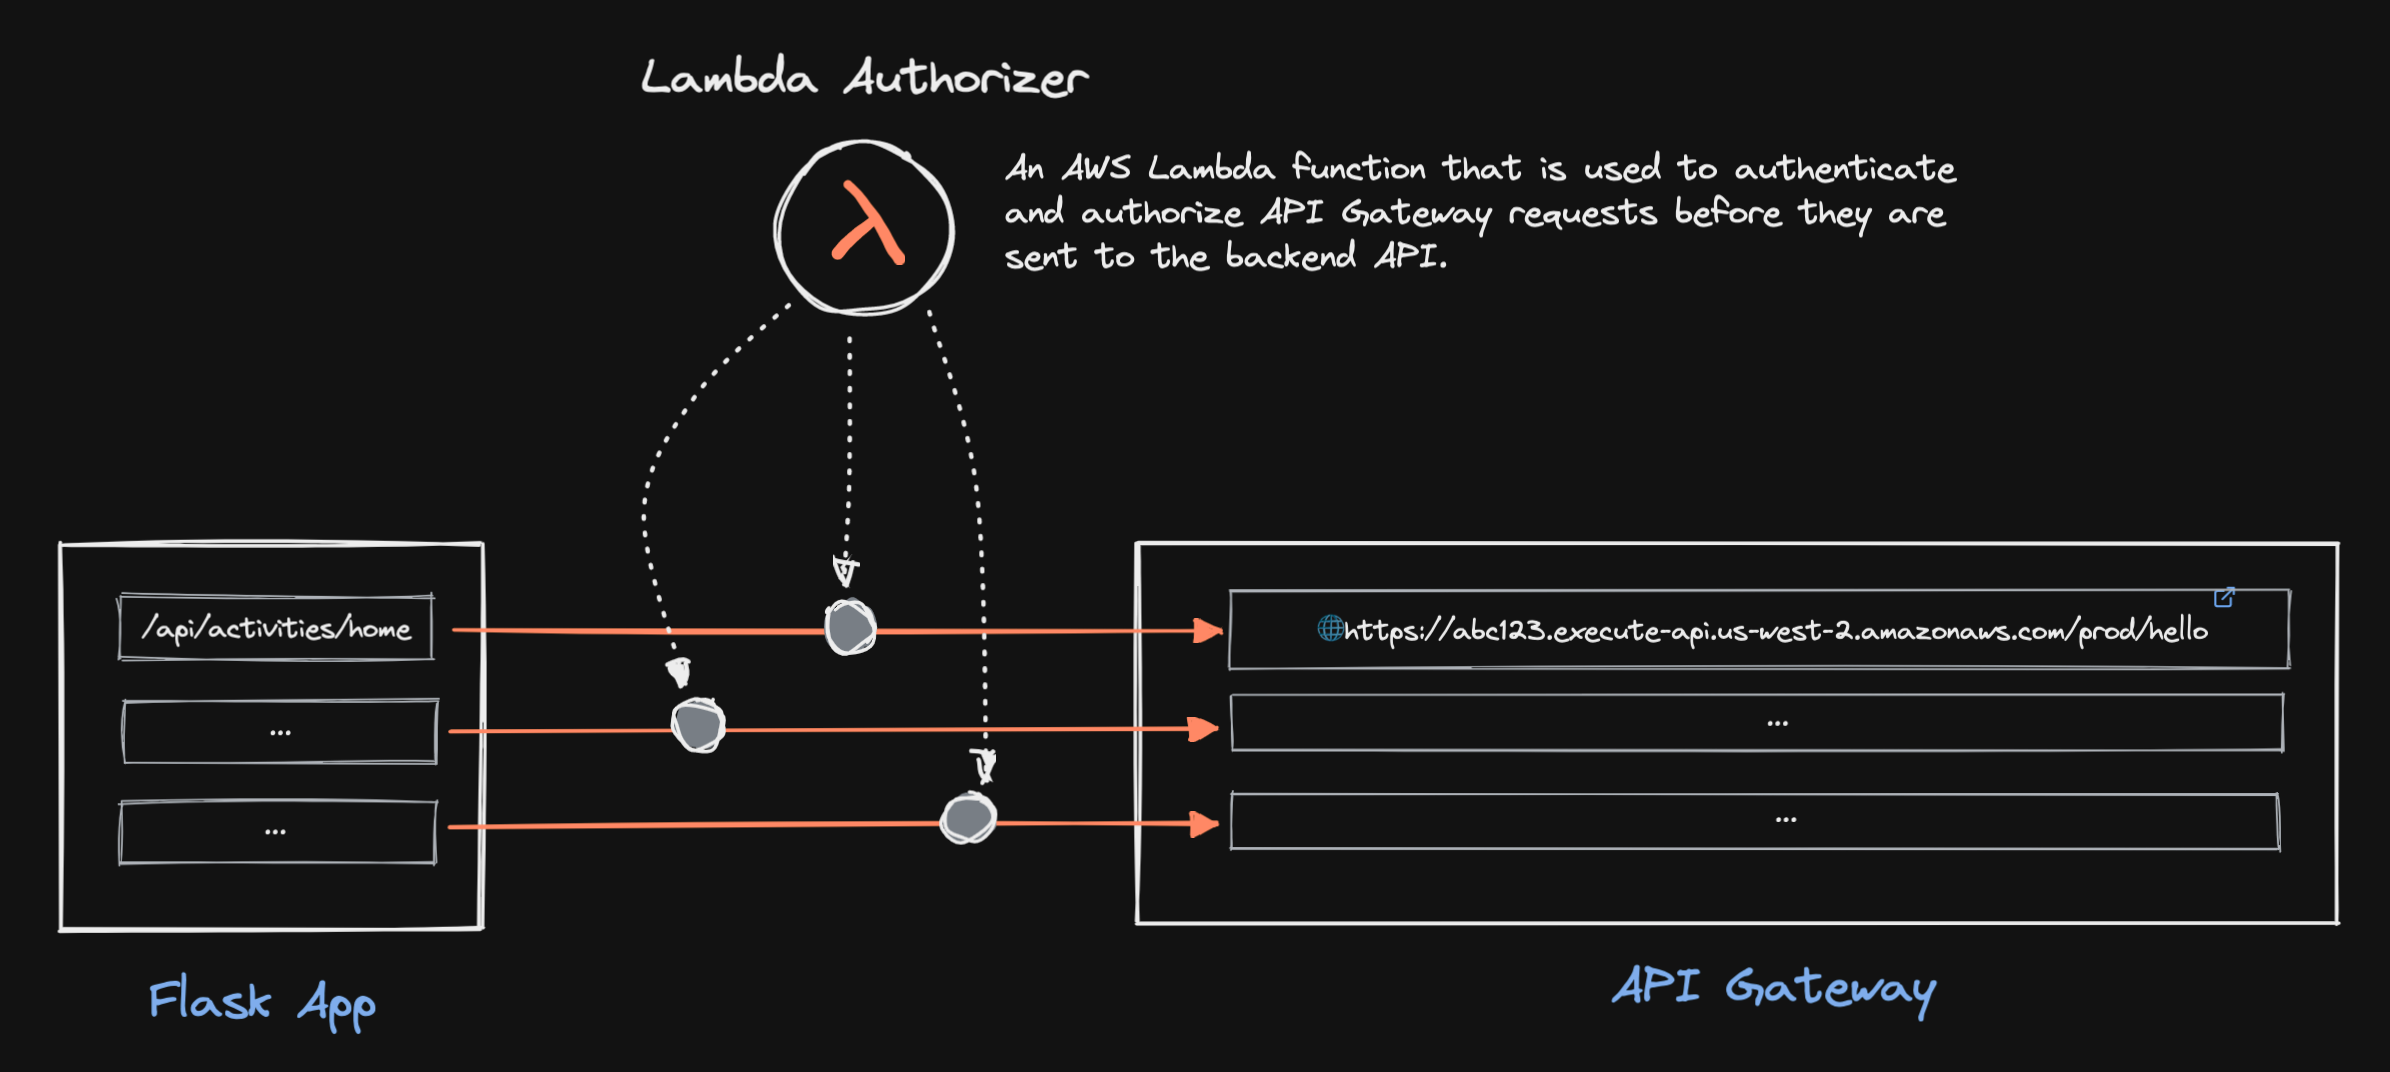 Lambda Authorizer
An AWS Lambda function that is used to authenticate
and authorize API Gateway requests before they are
sent to the backend API.
/api/activities/home
...
...
https://abc123.execute-api.us-west-2.amazonaws.com/prod/hello
...
...
Flask App
API Gateway